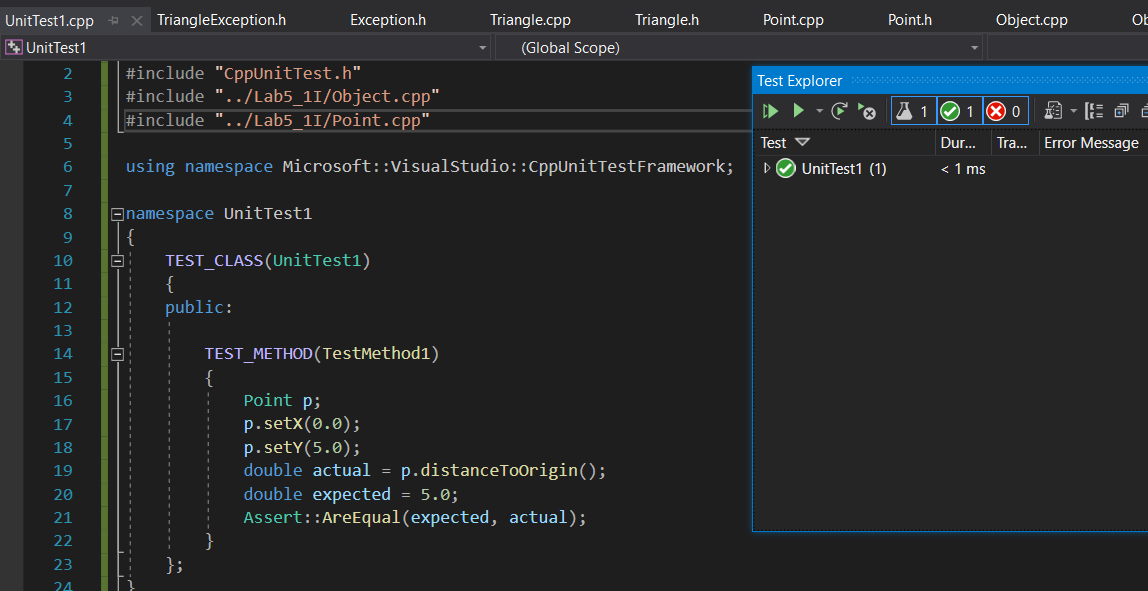 UnitTest1.cpp TriangleException.h Exception.h Triangle.cpp Triangle.h Point.cpp Point.h Object.cpp
UnitTest1 (Global Scope)
2 #include "CppUnitTest.h"
3 #include "../Lab5_1I/Object.cpp"
4 #include "../Lab5_1I/Point.cpp"
5
6 using namespace Microsoft::VisualStudio::CppUnitTestFramework;
7
8 namespace UnitTest1
9 {
10 TEST_CLASS(UnitTest1)
11 {
12 public:
13
14 TEST_METHOD(TestMethod1)
15 {
16 Point p;
17 p.setX(0.0);
18 p.setY(5.0);
19 double actual = p.distanceToOrigin();
20 double expected = 5.0;
21 Assert::AreEqual(expected, actual);
22 }
23 };
24 }
Test Explorer
1 1 0
Test Dur... Tra... Error Message
UnitTest1 (1) < 1 ms